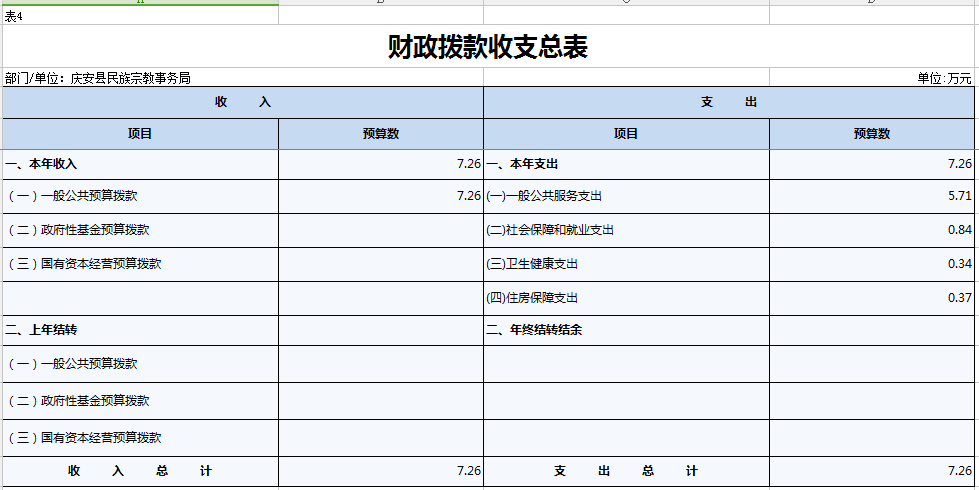 表4
财政拨款收支总表
部门/单位：庆安县民族宗教事务局 单位:万元
收 入 支 出
项目 预算数 项目 预算数
一、本年收入 7.26 一、本年支出 7.26
（一）一般公共预算拨款 7.26 (一)一般公共服务支出 5.71
（二）政府性基金预算拨款 (二)社会保障和就业支出 0.84
（三）国有资本经营预算拨款 (三)卫生健康支出 0.34
(四)住房保障支出 0.37
二、上年结转 二、年终结转结余
（一）一般公共预算拨款
（二）政府性基金预算拨款
（三）国有资本经营预算拨款
收 入 总 计 7.26 支 出 总 计 7.26